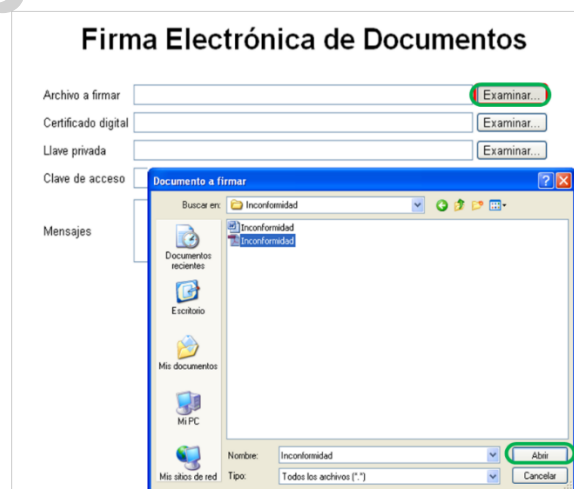 Firma Electrónica de Documentos
Archivo a firmar
Examinar...
Certificado digital
Examinar...
Llave privada
Examinar...
Clave de acceso
Documento a firmar
Buscar en:
Inconformidad
Mensajes
Inconformidad
Inconformidad
Documentos
recientes
Escritorio
Mis documentos
Mi PC
Mis sitios de red
Nombre:
Inconformidad
Abrir
Tipo:
Todos los archivos (*.*)
Cancelar